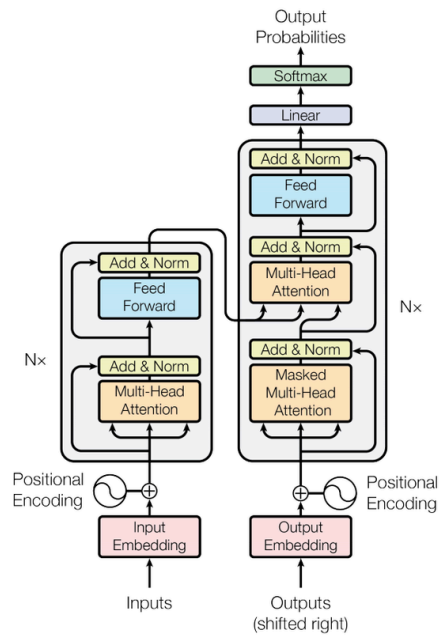 Output
Probabilities
Softmax
Linear
Add & Norm
Feed
Forward
Add & Norm
Multi-Head
Attention
Add & Norm
Masked
Multi-Head
Attention
Nx
Add & Norm
Feed
Forward
Nx
Add & Norm
Multi-Head
Attention
Positional
Encoding
Positional
Encoding
Input
Embedding
Output
Embedding
Inputs
Outputs
(shifted right)